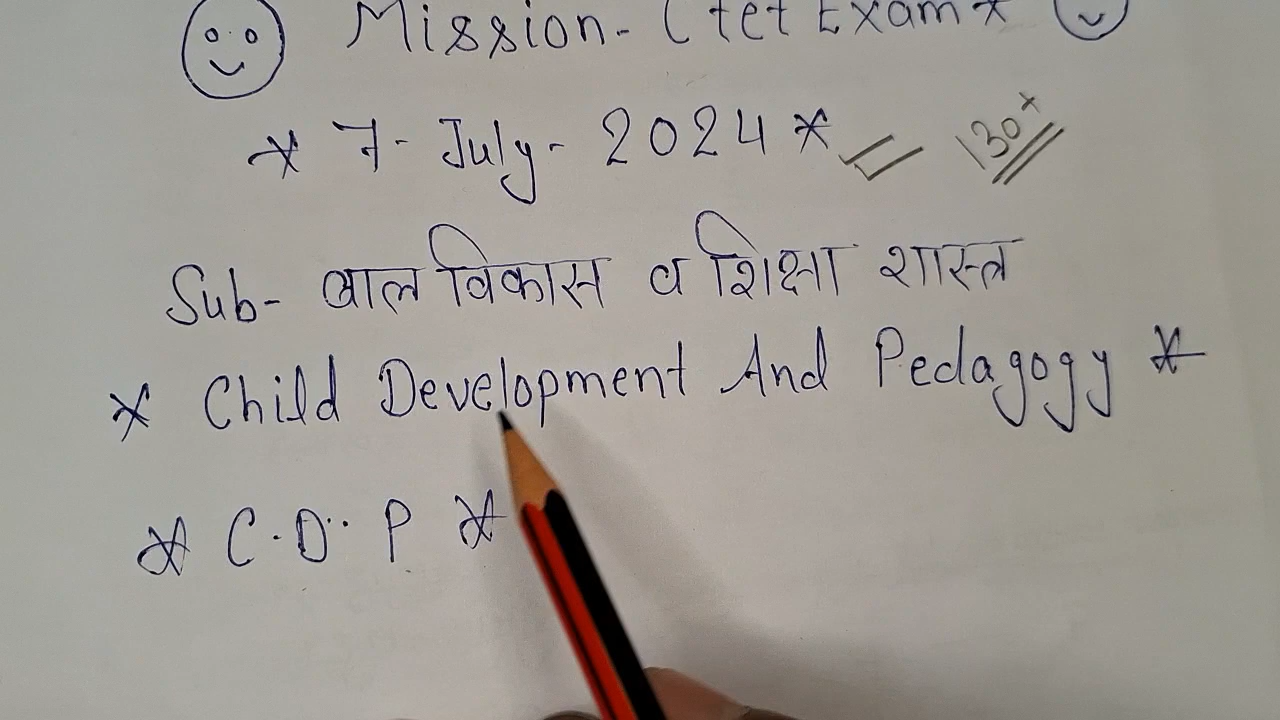 Mission- Ctet Exam *
* 7- July- 2024 * 130+
Sub- बाल विकास व शिक्षा शास्त्र
* Child Development And Pedagogy *
* C.D.. P *